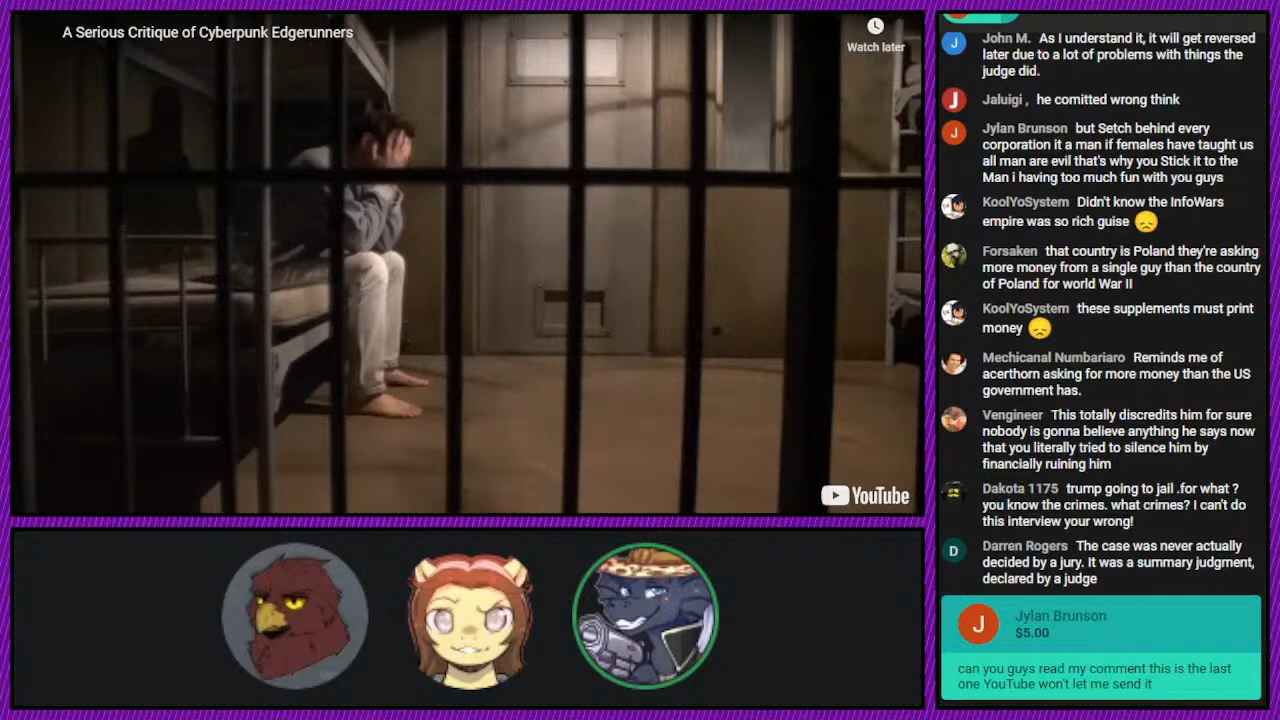 A Serious Critique of Cyberpunk Edgerunners
Watch later
YouTube
John M. As I understand it, it will get reversed
later due to a lot of problems with things the
judge did.
Jaluigi , he comitted wrong think
Jylan Brunson but Setch behind every
corporation it a man if females have taught us
all man are evil that's why you Stick it to the
Man i having too much fun with you guys
KoolYoSystem Didn't know the InfoWars
empire was so rich guise
Forsaken that country is Poland they're asking
more money from a single guy than the country
of Poland for world War II
KoolYoSystem these supplements must print
money
Mechicanal Numbariaro Reminds me of
acerthorn asking for more money than the US
government has.
Vengineer This totally discredits him for sure
nobody is gonna believe anything he says now
that you literally tried to silence him by
financially ruining him
Dakota 1175 trump going to jail .for what ?
you know the crimes. what crimes? I can't do
this interview your wrong!
D
Darren Rogers The case was never actually
decided by a jury. It was a summary judgment,
declared by a judge
J
Jylan Brunson
$5.00
can you guys read my comment this is the last
one YouTube won't let me send it